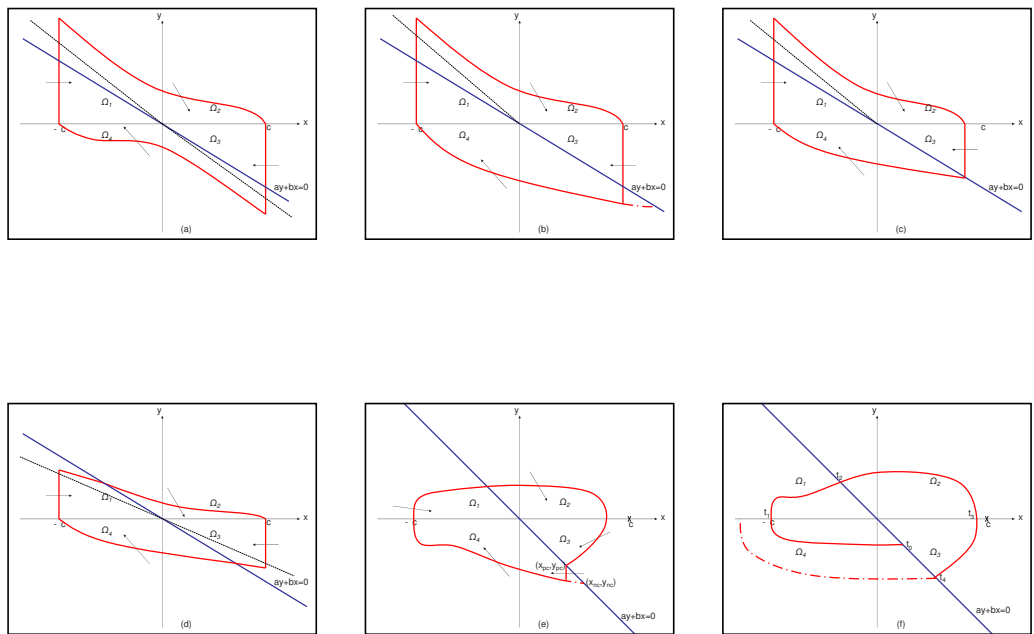 y
Ω1
Ω2
x
- c
c
Ω4
Ω3
ay+bx=0
(a)
y
Ω1
Ω2
x
- c
c
Ω4
Ω3
ay+bx=0
(b)
y
Ω1
Ω2
x
- c
c
Ω4
Ω3
ay+bx=0
(c)
y
Ω1
Ω2
x
- c
c
Ω4
Ω3
ay+bx=0
(d)
y
Ω1
Ω2
x
x
- c
c
Ω4
Ω3
(xpc,ypc)
(xnc,ync)
ay+bx=0
(e)
y
t2
Ω1
Ω2
t1
t3
x
x
- c
c
Ω4
t0
Ω3
t4
ay+bx=0
(f)